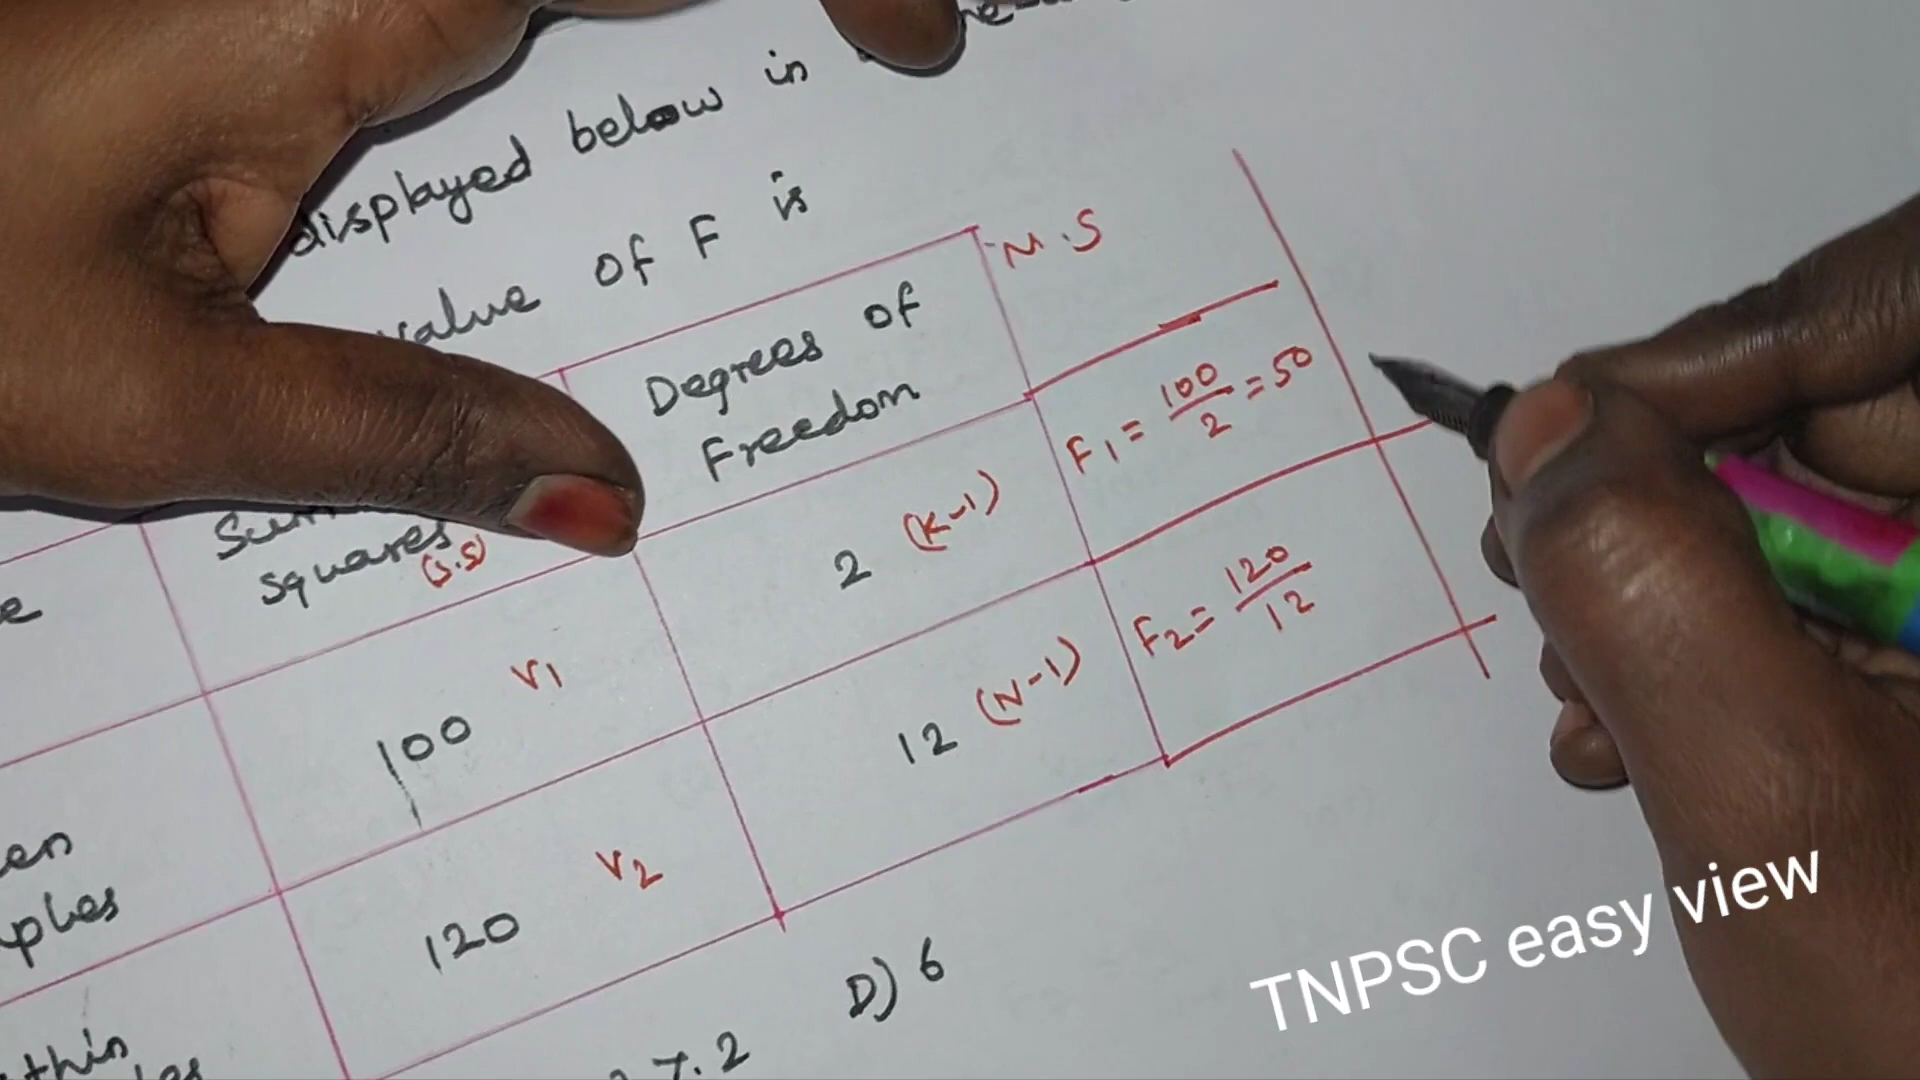 displayed below in
value of F is
squares (S.S)
Degrees of Freedom
M.S
100 V1
2 (K-1)
F1 = 100/2 = 50
120 V2
12 (N-1)
F2 = 120/12
7.2
D) 6
TNPSC easy view